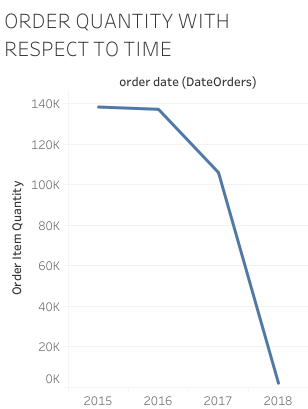 ORDER QUANTITY WITH
RESPECT TO TIME
order date (DateOrders)
Order Item Quantity
140K
120K
100K
80K
60K
40K
20K
0K
2015 2016 2017 2018